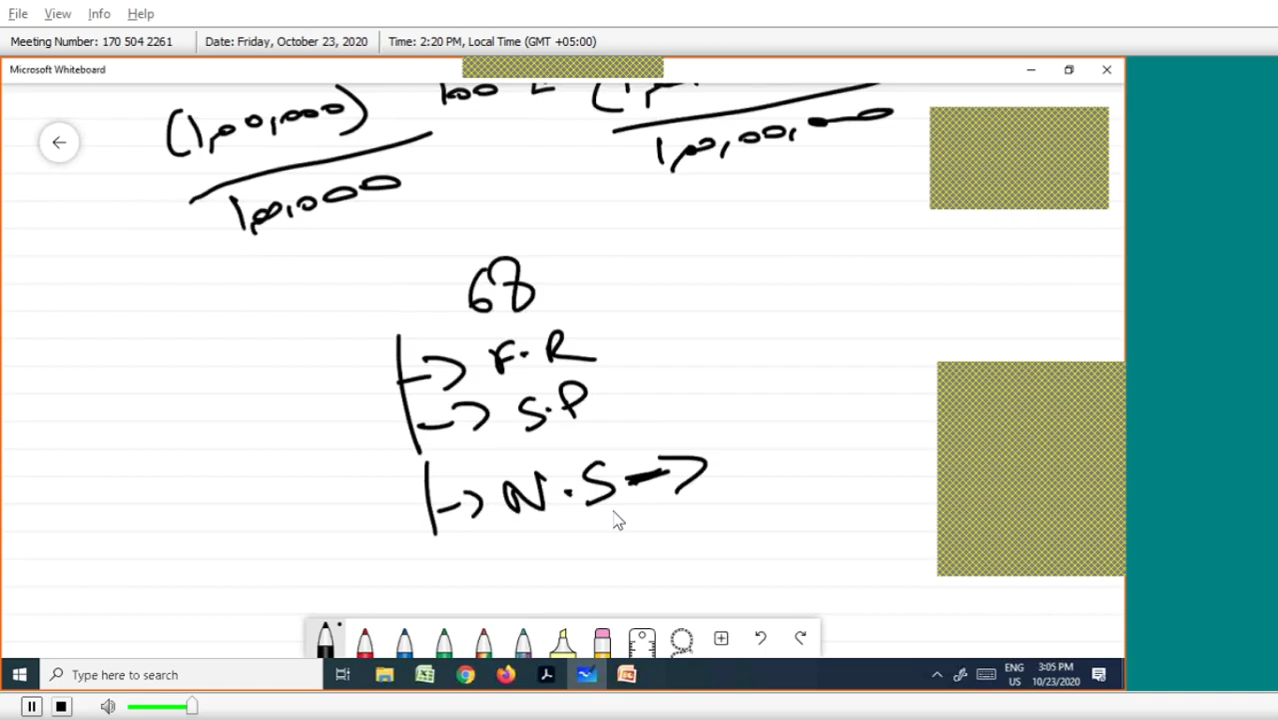 File View Info Help
Meeting Number: 170 504 2261 Date: Friday, October 23, 2020 Time: 2:20 PM, Local Time (GMT +05:00)
Microsoft Whiteboard
(1,00,000) 100
1,00,000
1,00,00,000
68
F.R
S.P
N.S
Type here to search
ENG
US
3:05 PM
10/23/2020